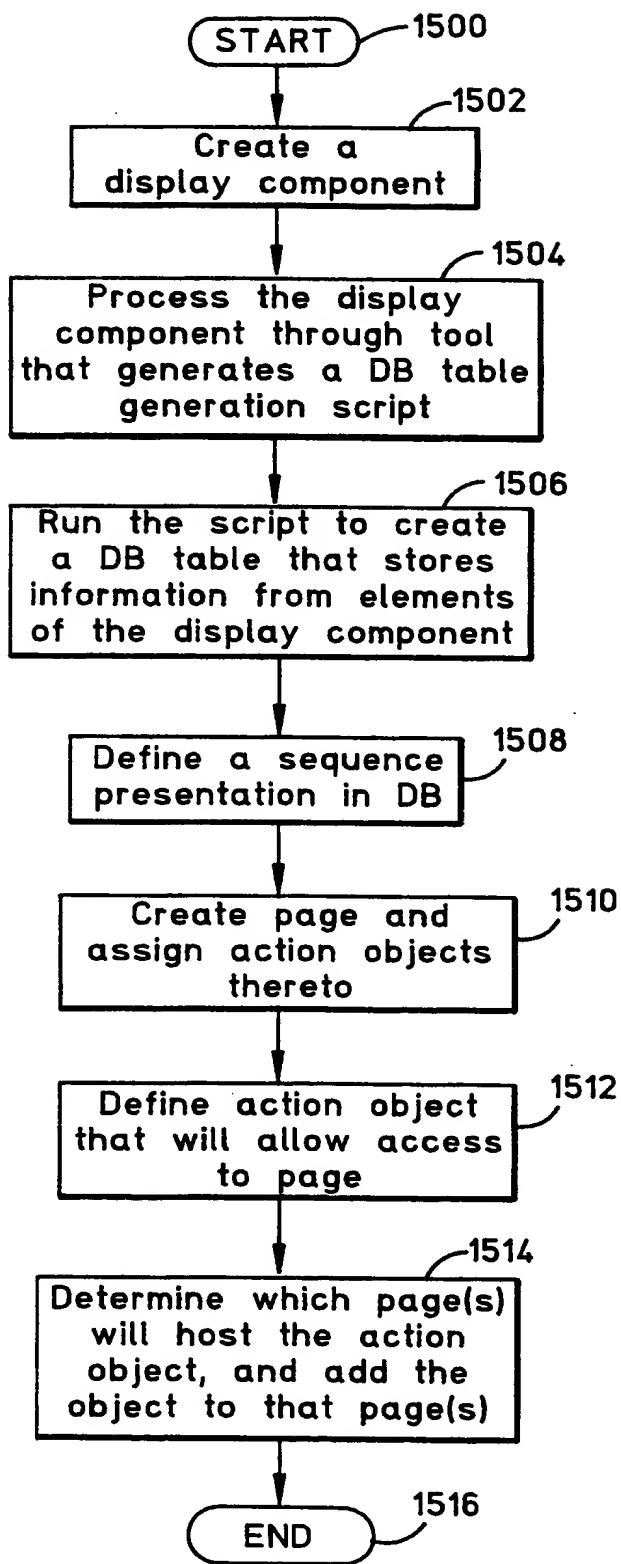 START
1500
1502
Create a
display component
1504
Process the display
component through tool
that generates a DB table
generation script
1506
Run the script to create
a DB table that stores
information from elements
of the display component
1508
Define a sequence
presentation in DB
1510
Create page and
assign action objects
thereto
1512
Define action object
that will allow access
to page
1514
Determine which page(s)
will host the action
object, and add the
object to that page(s)
END
1516